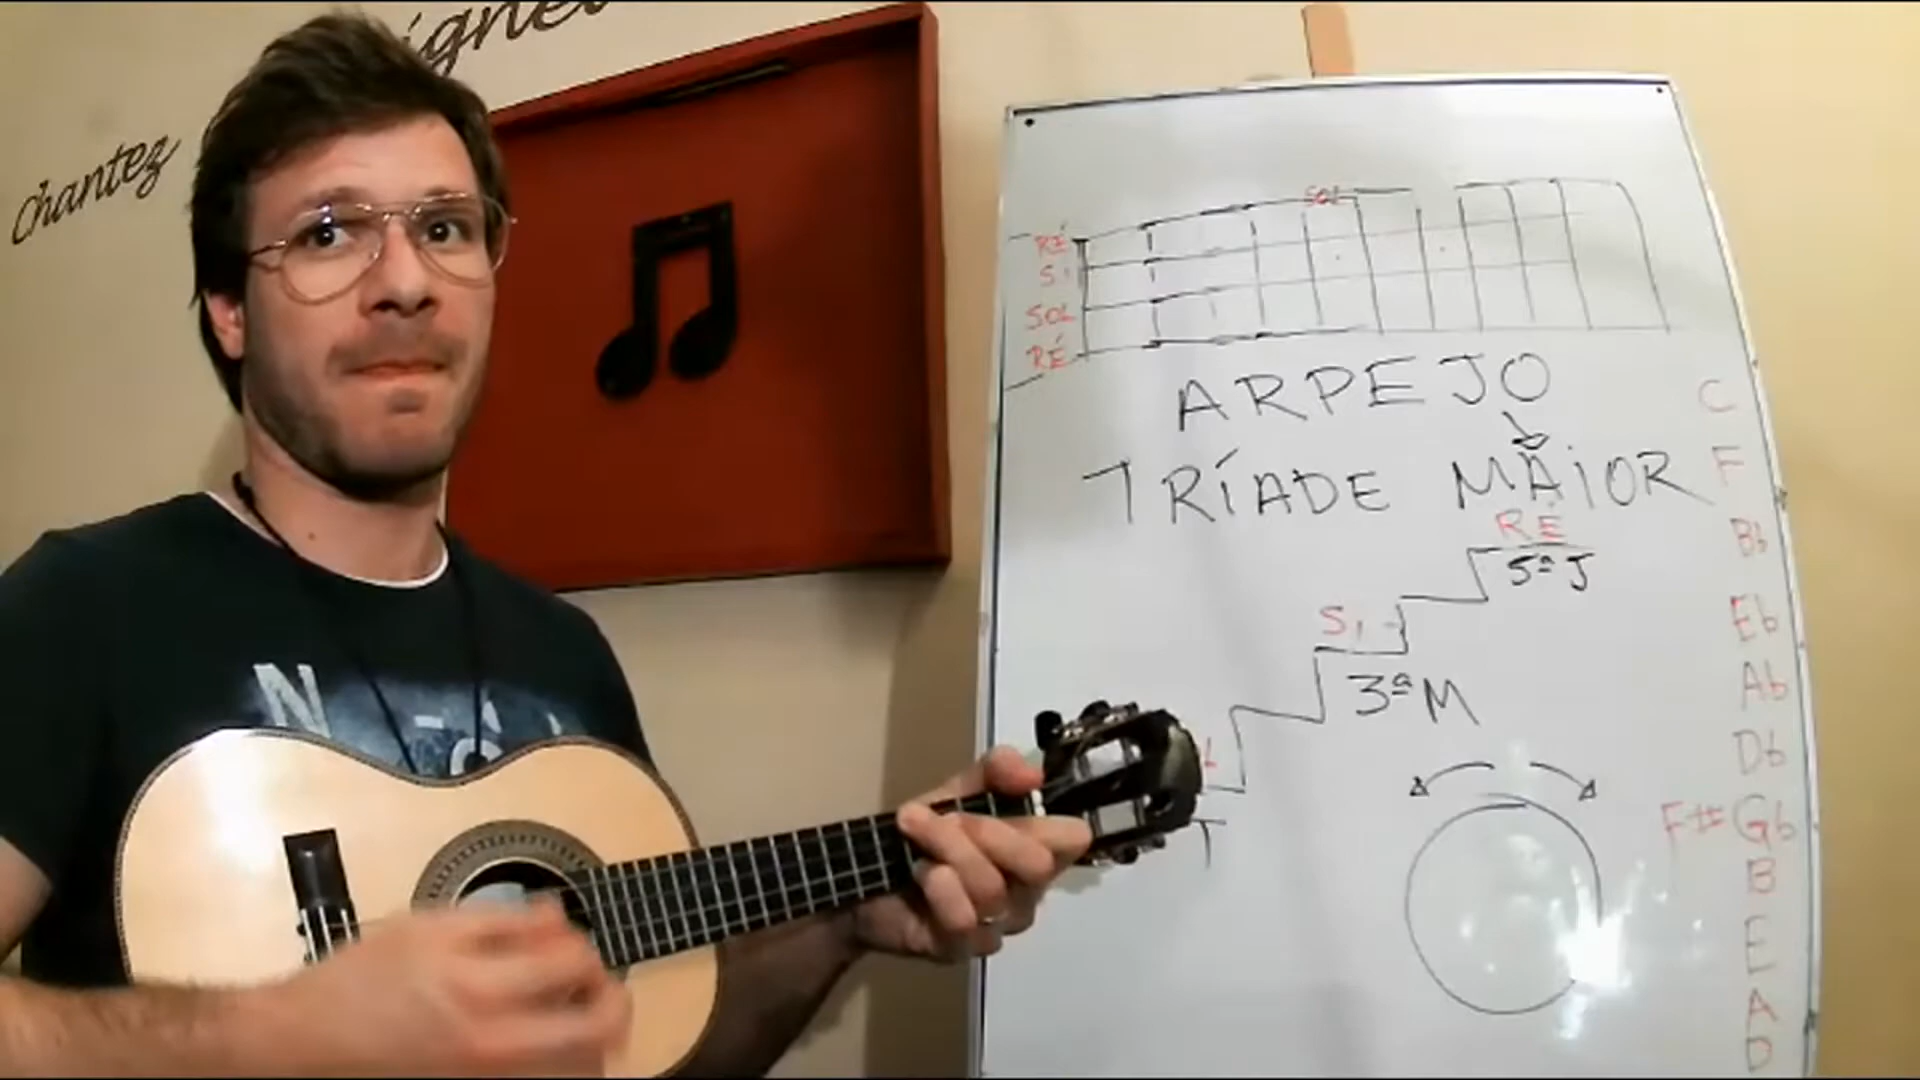 chantez
SOL
RÉ
SI
SOL
RÉ
ARPEJO
TRÍADE MAIOR
RÉ
5ª J
SI
3ª M
T
C
F
Bb
Eb
Ab
Db
F# Gb
B
E
A
D